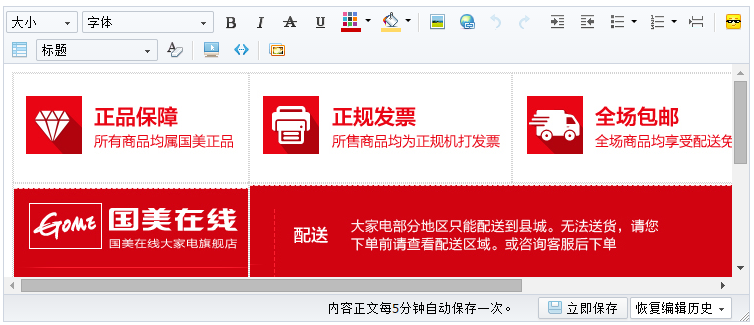 大小 字体 B I A U
标题
正品保障
所有商品均属国美正品
正规发票
所售商品均为正规机打发票
全场包邮
全场商品均享受配送免
GOME 国美在线
国美在线大家电旗舰店
配送
大家电部分地区只能配送到县城。无法送货，请您
下单前请查看配送区域。或咨询客服后下单
内容正文每5分钟自动保存一次。 立即保存 恢复编辑历史